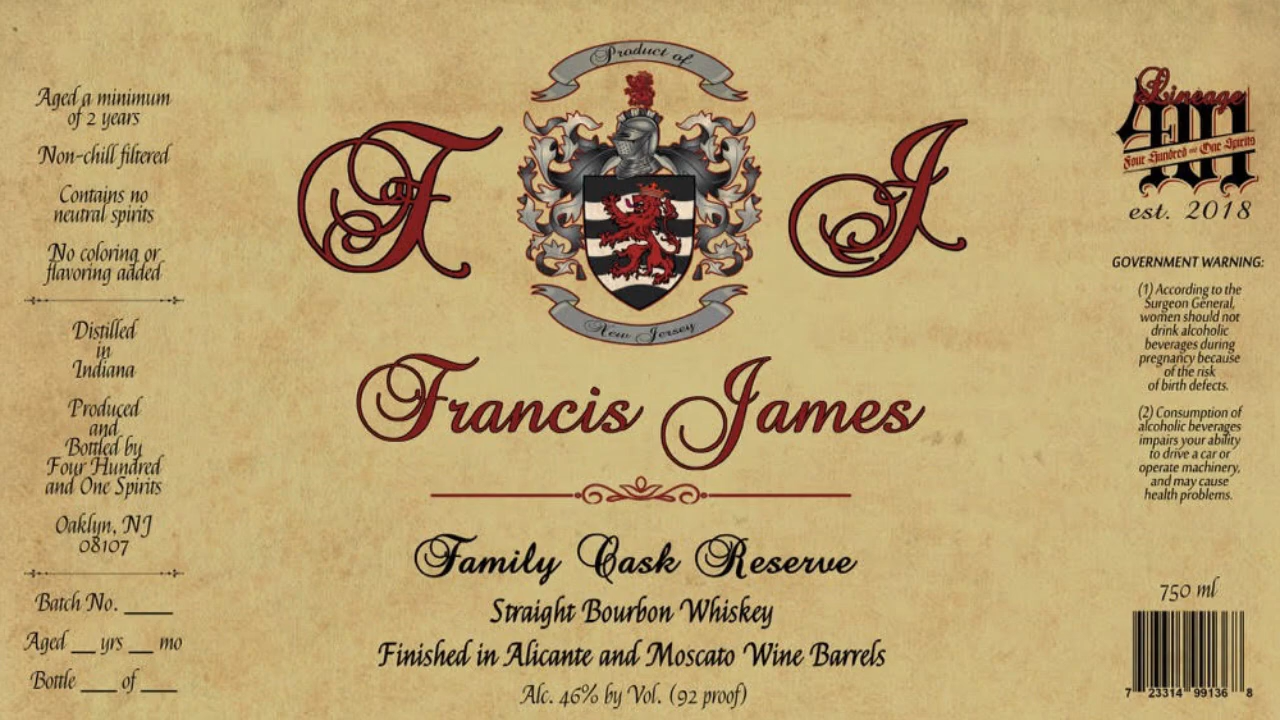 Aged a minimum
of 2 years
Non-chill filtered
Contains no
neutral spirits
No coloring or
flavoring added
Distilled
in
Indiana
Produced
and
Bottled by
Four Hundred
and One Spirits
Oaklyn, NJ
08107
Batch No. ____
Aged __ yrs __ mo
Bottle ___ of ___
Product of
F J
New Jersey
Francis James
Family Cask Reserve
Straight Bourbon Whiskey
Finished in Alicante and Moscato Wine Barrels
Alc. 46% by Vol. (92 proof)
Lineage
401
Four Hundred and One Spirits
est. 2018
GOVERNMENT WARNING:
(1) According to the
Surgeon General,
women should not
drink alcoholic
beverages during
pregnancy because
of the risk
of birth defects.
(2) Consumption of
alcoholic beverages
impairs your ability
to drive a car or
operate machinery,
and may cause
health problems.
750 ml
7 23314 99136 8